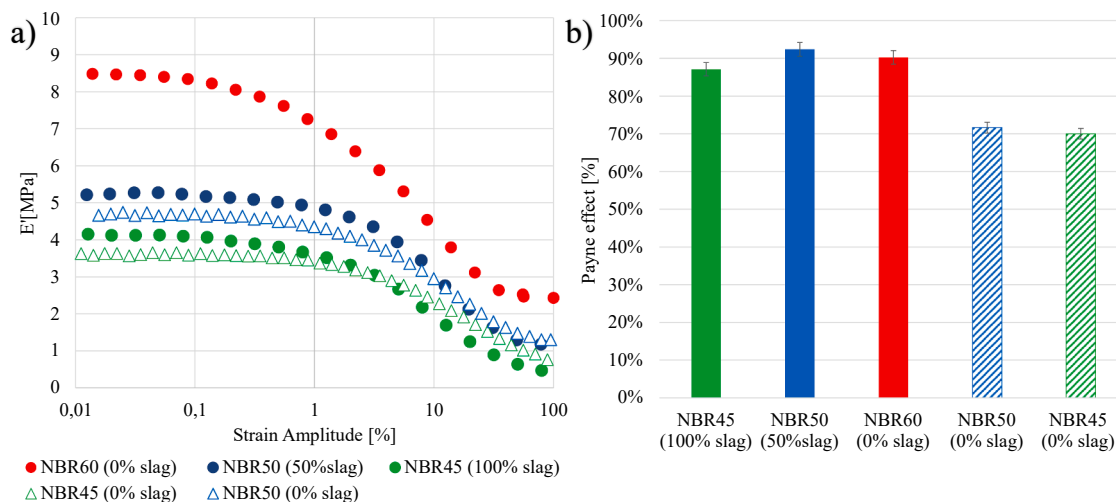 a)
10
9
8
7
6
5
4
3
2
1
0
E'[MPa]
0,01 0,1 1 10 100
Strain Amplitude [%]
NBR60 (0% slag) NBR50 (50%slag) NBR45 (100% slag)
NBR45 (0% slag) NBR50 (0% slag)
b)
100%
90%
80%
70%
60%
50%
40%
30%
20%
10%
0%
Payne effect [%]
NBR45 NBR50 NBR60 NBR50 NBR45
(100% slag) (50%slag) (0% slag) (0% slag) (0% slag)